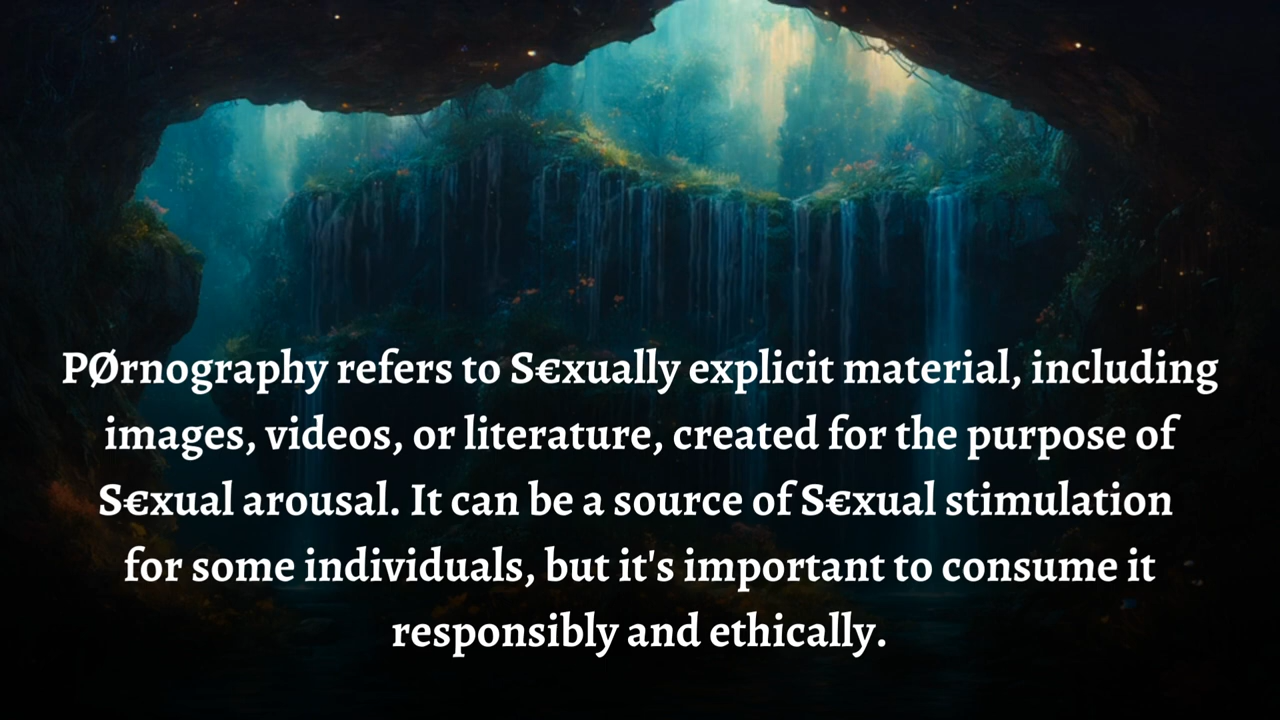 PØrnography refers to S€xually explicit material, including
images, videos, or literature, created for the purpose of
S€xual arousal. It can be a source of S€xual stimulation
for some individuals, but it's important to consume it
responsibly and ethically.